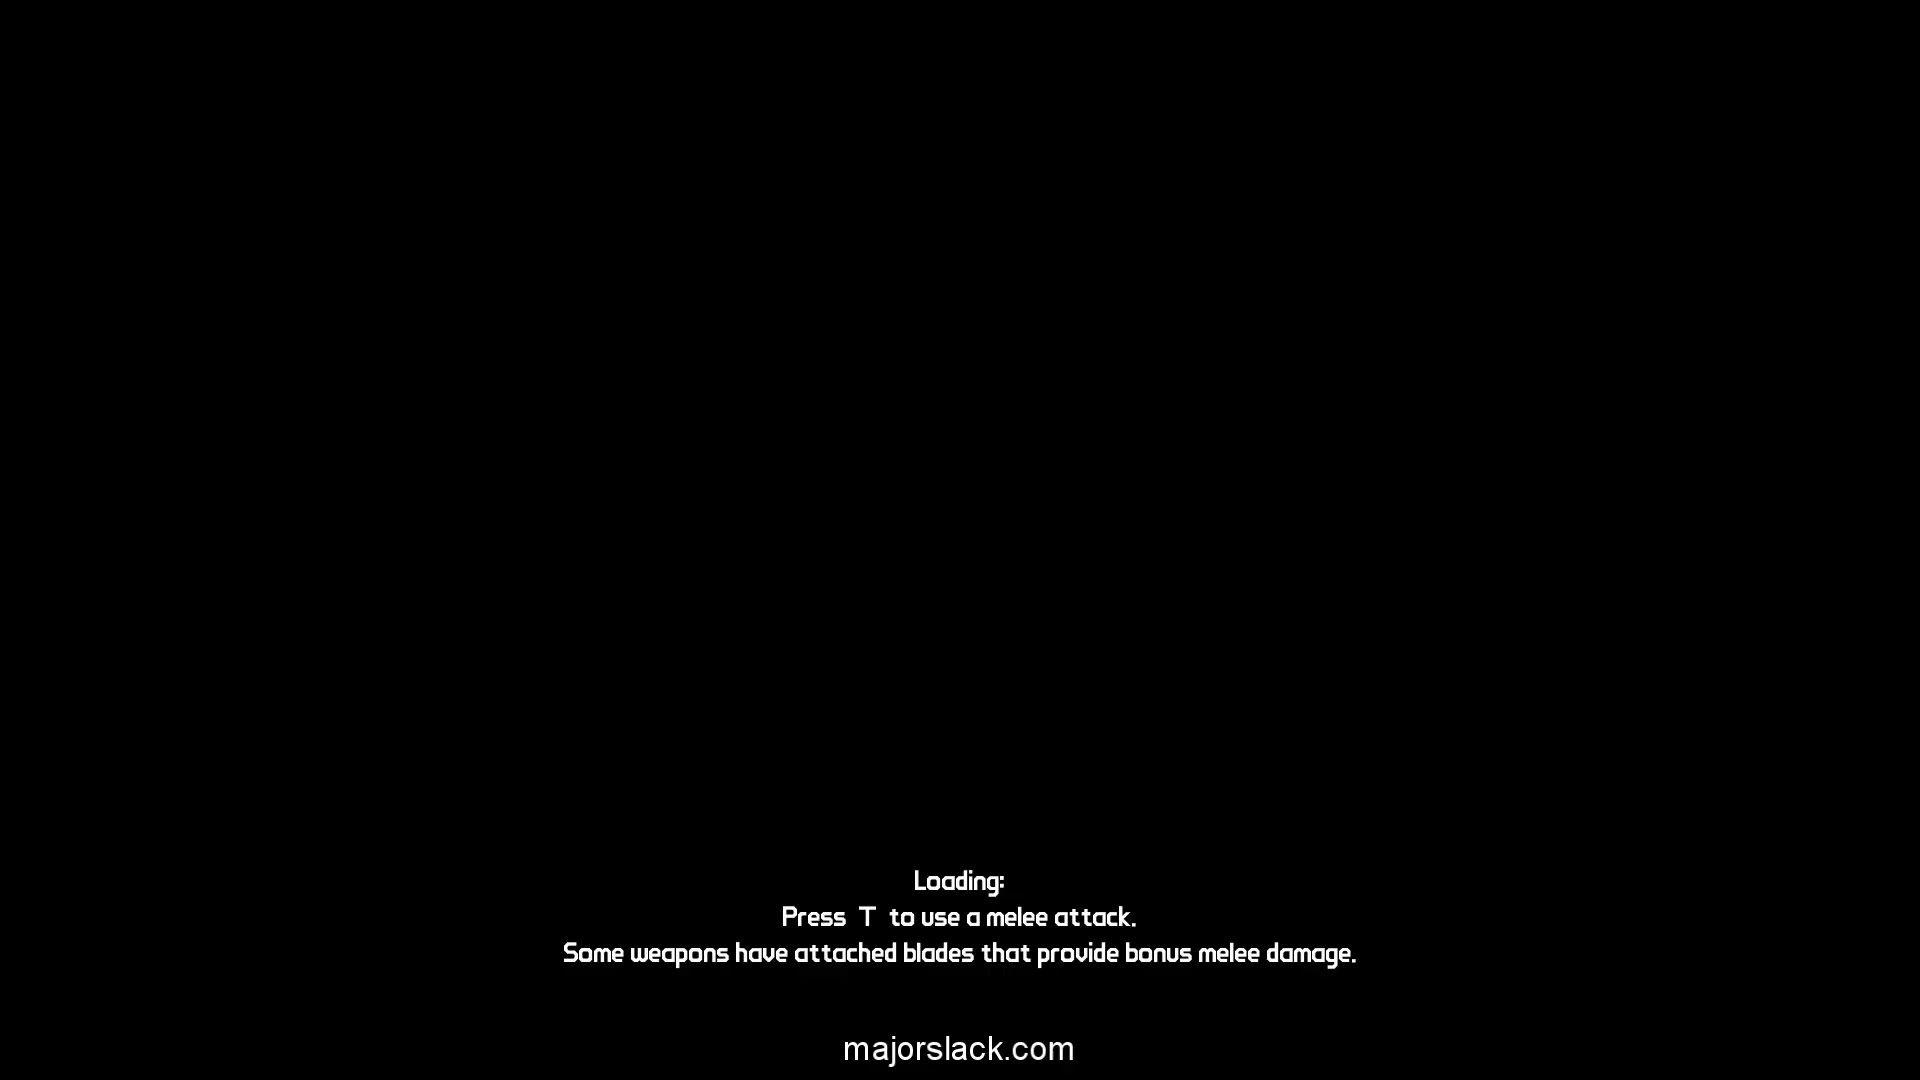 Loading:
Press T to use a melee attack.
Some weapons have attached blades that provide bonus melee damage.
majorslack.com